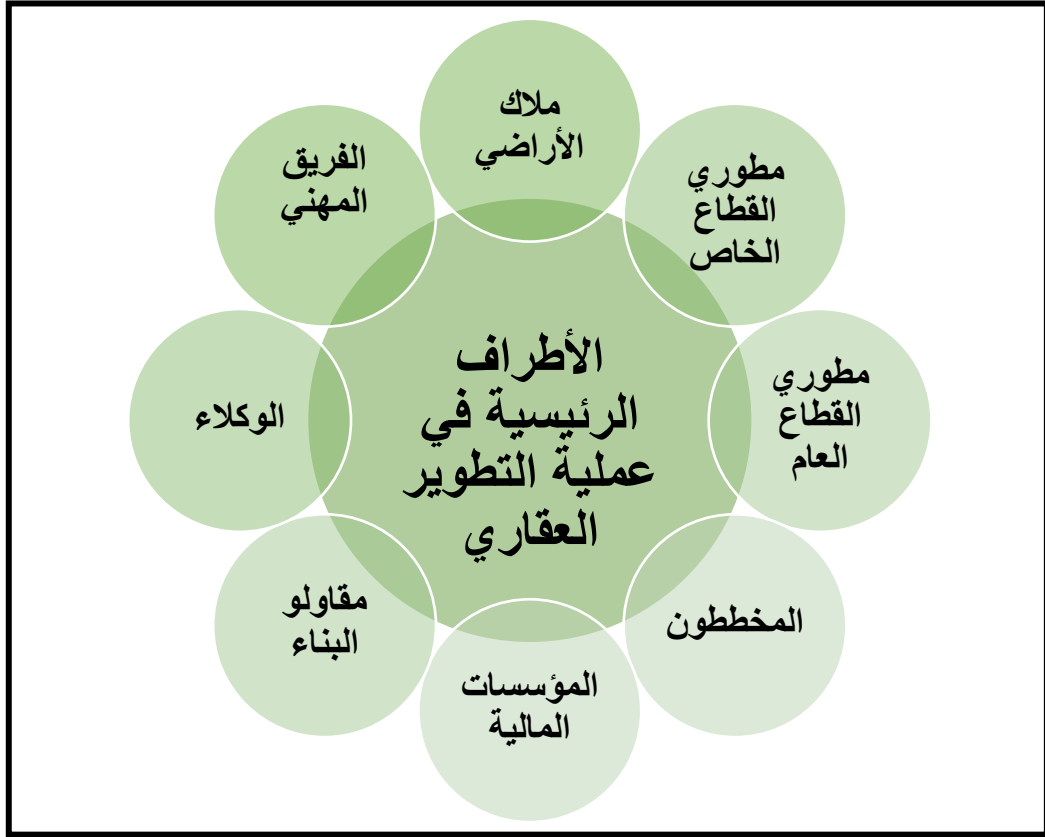 ملاك
الأراضي
مطوري
القطاع
الخاص
مطوري
القطاع
العام
المخططون
المؤسسات
المالية
مقاولو
البناء
الوكلاء
الفريق
المهني
الأطراف
الرئيسية في
عملية التطوير
العقاري